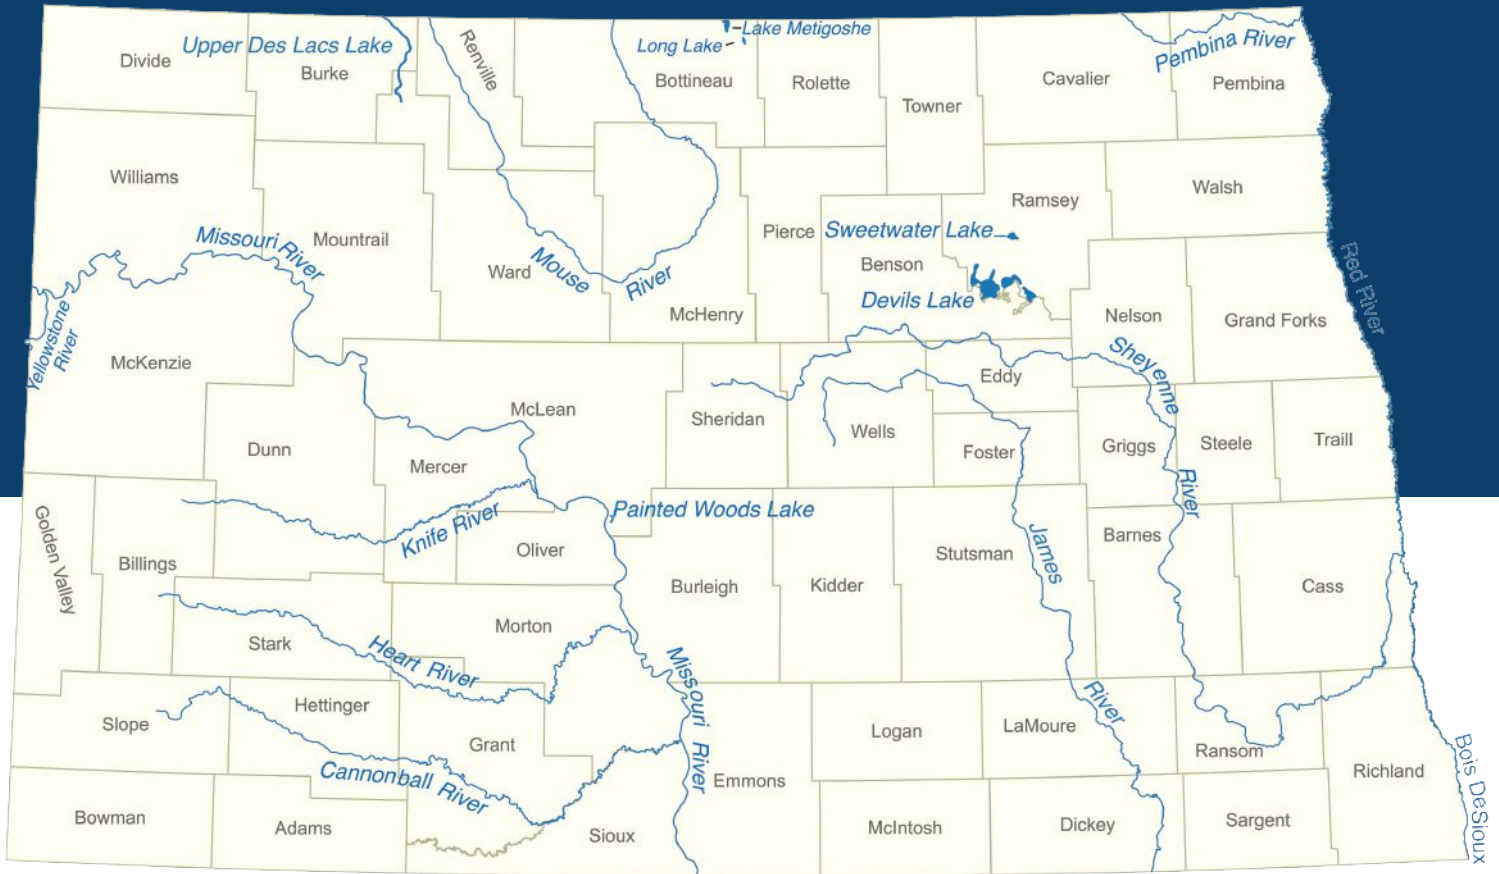 Lake Metigoshe
Upper Des Lacs Lake
Long Lake
Pembina River
Divide
Burke
Renville
Bottineau
Rolette
Towner
Cavalier
Pembina
Williams
Mountrail
Ward
McHenry
Pierce
Sweetwater Lake
Ramsey
Walsh
Missouri River
Mouse
River
Benson
Devils Lake
Nelson
Grand Forks
Red River
Yellowstone
River
McKenzie
Sheyenne
River
Eddy
Dunn
McLean
Mercer
Sheridan
Wells
Foster
Griggs
Steele
Traill
Golden Valley
Billings
Knife River
Painted Woods Lake
Oliver
Burleigh
Kidder
Stutsman
James
River
Barnes
Cass
Stark
Heart River
Morton
Missouri
River
Slope
Hettinger
Grant
Cannonball River
Emmons
Logan
LaMoure
Ransom
Richland
Bois DeSioux
Bowman
Adams
Sioux
McIntosh
Dickey
Sargent